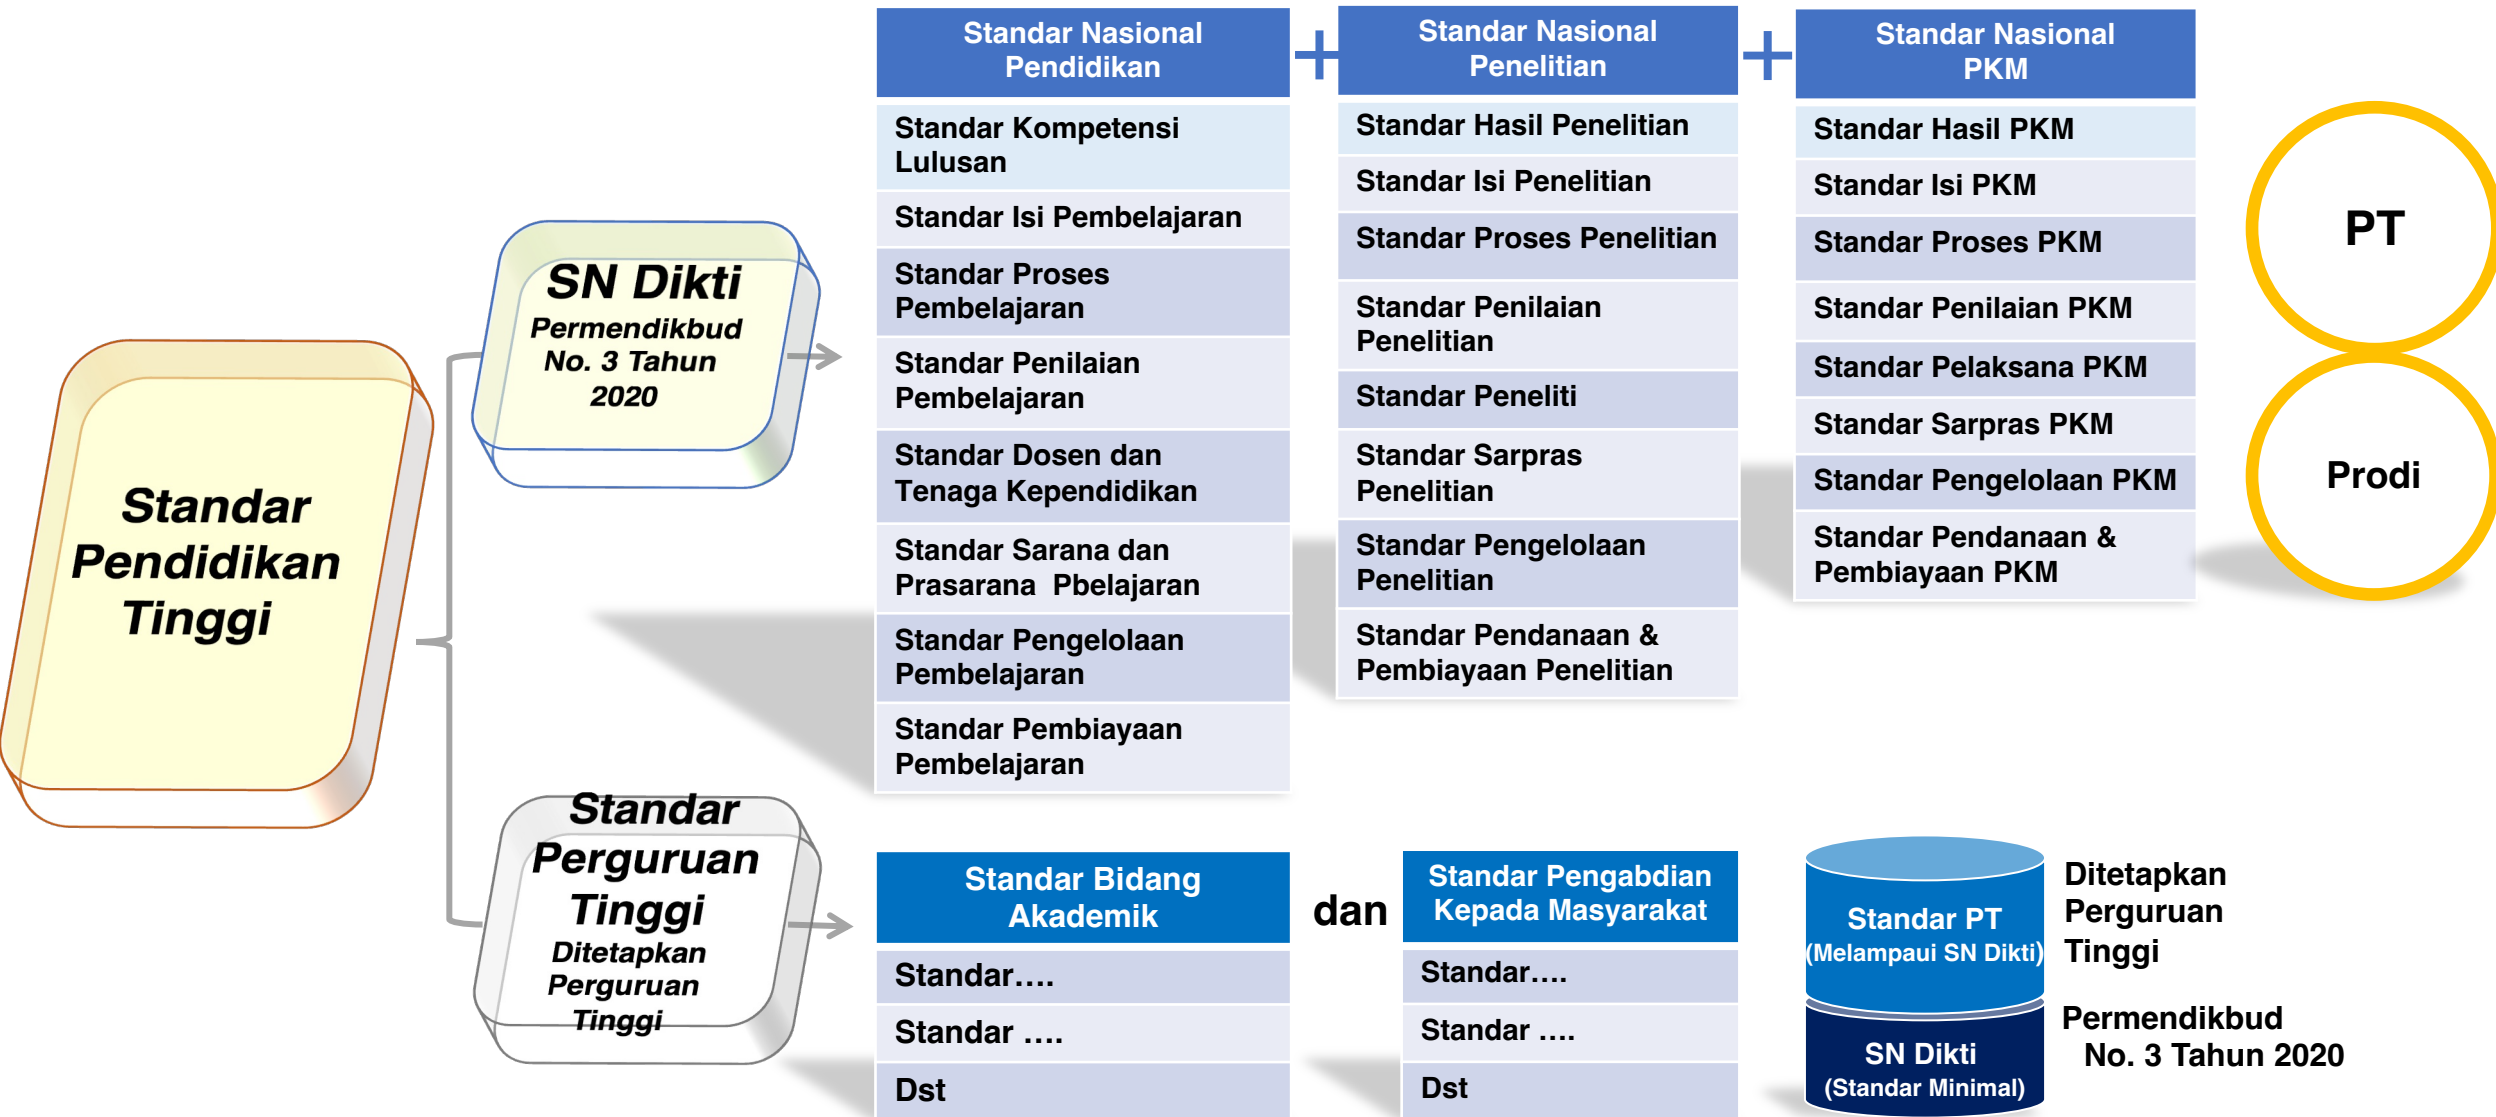 Standar
Pendidikan
Tinggi
SN Dikti
Permendikbud
No. 3 Tahun
2020
Standar Nasional
Pendidikan
Standar Kompetensi
Lulusan
Standar Isi Pembelajaran
Standar Proses
Pembelajaran
Standar Penilaian
Pembelajaran
Standar Dosen dan
Tenaga Kependidikan
Standar Sarana dan
Prasarana Pbelajaran
Standar Pengelolaan
Pembelajaran
Standar Pembiayaan
Pembelajaran
+
Standar Nasional
Penelitian
Standar Hasil Penelitian
Standar Isi Penelitian
Standar Proses Penelitian
Standar Penilaian
Penelitian
Standar Peneliti
Standar Sarpras
Penelitian
Standar Pengelolaan
Penelitian
Standar Pendanaan &
Pembiayaan Penelitian
+
Standar Nasional
PKM
Standar Hasil PKM
Standar Isi PKM
Standar Proses PKM
Standar Penilaian PKM
Standar Pelaksana PKM
Standar Sarpras PKM
Standar Pengelolaan PKM
Standar Pendanaan &
Pembiayaan PKM
PT
Prodi
Standar
Perguruan
Tinggi
Ditetapkan
Perguruan
Tinggi
Standar Bidang
Akademik
Standar....
Standar ....
Dst
dan
Standar Pengabdian
Kepada Masyarakat
Standar....
Standar ....
Dst
Standar PT
(Melampaui SN Dikti)
SN Dikti
(Standar Minimal)
Ditetapkan
Perguruan
Tinggi
Permendikbud
No. 3 Tahun 2020